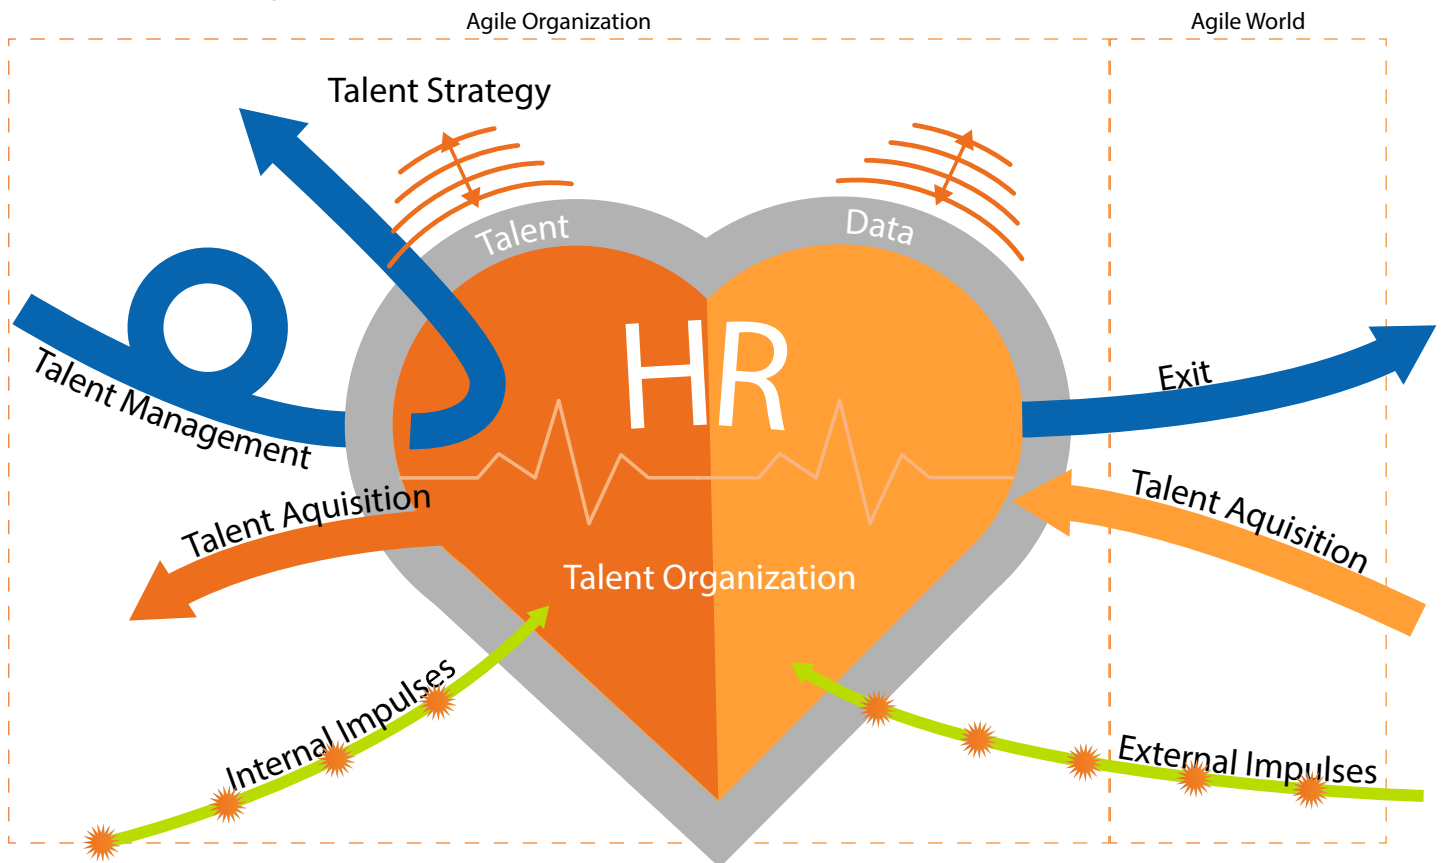 Agile Organization
Agile World
Talent Strategy
Talent
Data
HR
Talent Management
Exit
Talent Aquisition
Talent Aquisition
Talent Organization
Internal Impulses
External Impulses